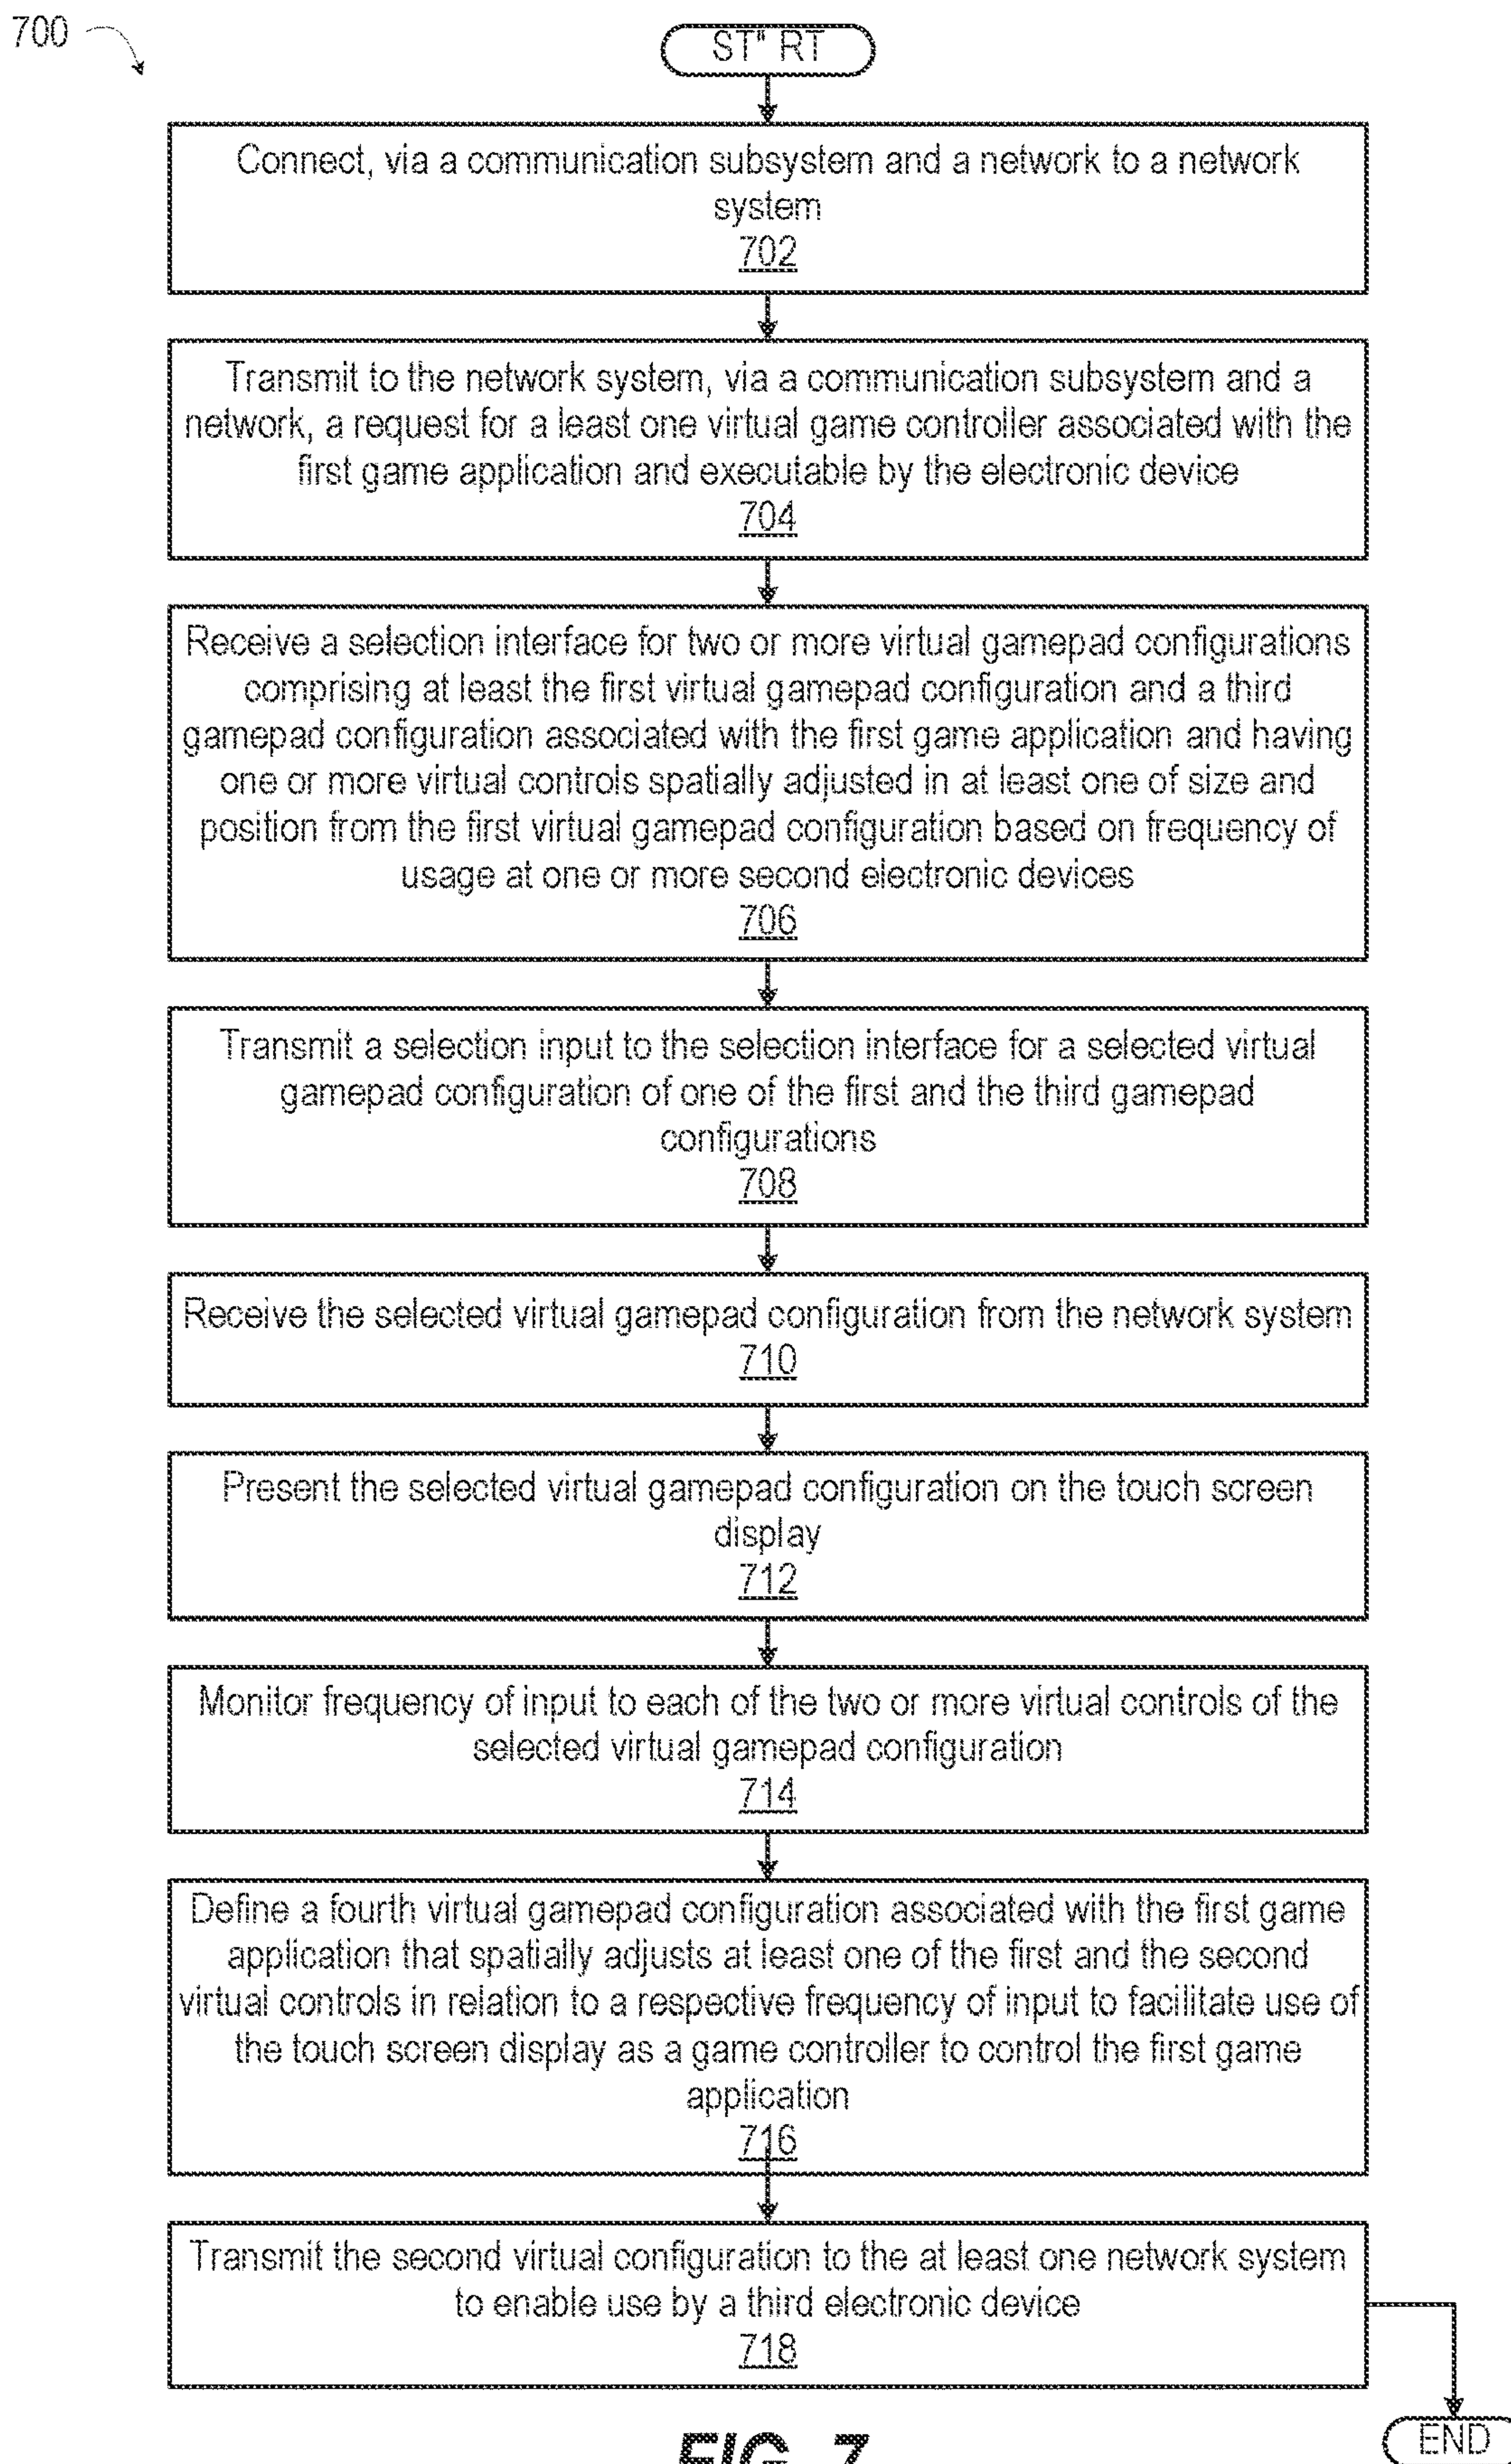 700
ST" RT
Connect, via a communication subsystem and a network to a network
system
702
Transmit to the network system, via a communication subsystem and a
network, a request for a least one virtual game controller associated with the
first game application and executable by the electronic device
704
Receive a selection interface for two or more virtual gamepad configurations
comprising at least the first virtual gamepad configuration and a third
gamepad configuration associated with the first game application and having
one or more virtual controls spatially adjusted in at least one of size and
position from the first virtual gamepad configuration based on frequency of
usage at one or more second electronic devices
706
Transmit a selection input to the selection interface for a selected virtual
gamepad configuration of one of the first and the third gamepad
configurations
708
Receive the selected virtual gamepad configuration from the network system
710
Present the selected virtual gamepad configuration on the touch screen
display
712
Monitor frequency of input to each of the two or more virtual controls of the
selected virtual gamepad configuration
714
Define a fourth virtual gamepad configuration associated with the first game
application that spatially adjusts at least one of the first and the second
virtual controls in relation to a respective frequency of input to facilitate use of
the touch screen display as a game controller to control the first game
application
716
Transmit the second virtual configuration to the at least one network system
to enable use by a third electronic device
718
END
FIG. 7